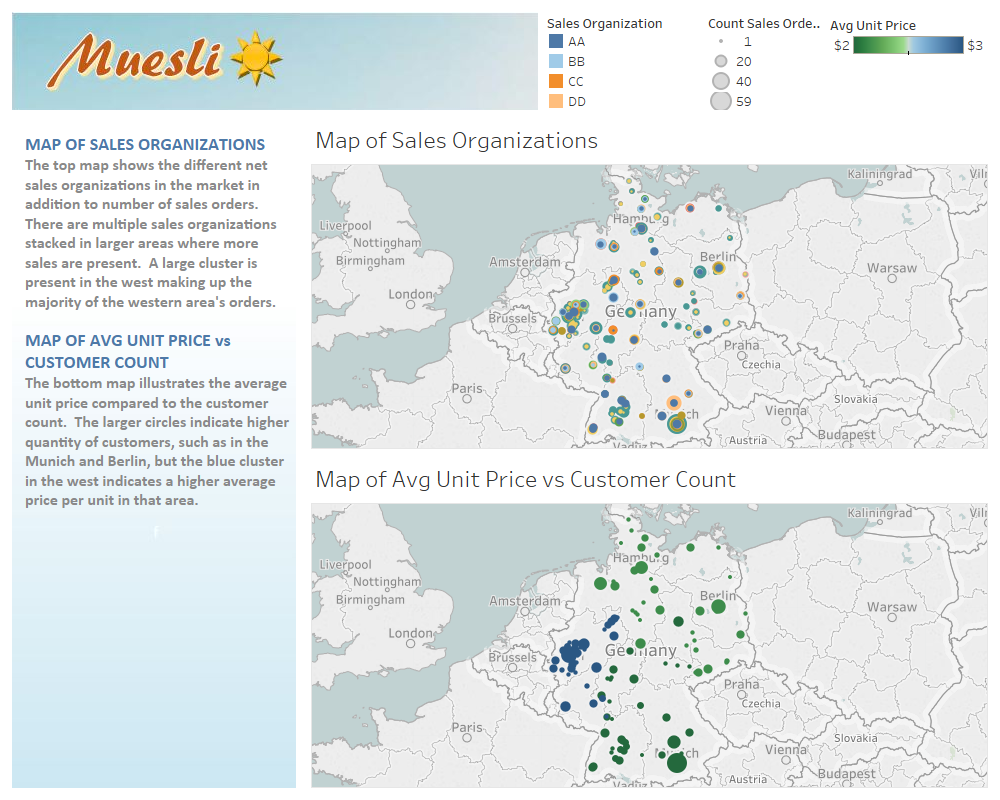 Muesli
Sales Organization
AA
BB
CC
DD
Count Sales Orde..
1
20
40
59
Avg Unit Price
$2
$3
MAP OF SALES ORGANIZATIONS
The top map shows the different net
sales organizations in the market in
addition to number of sales orders.
There are multiple sales organizations
stacked in larger areas where more
sales are present.  A large cluster is
present in the west making up the
majority of the western area's orders.
MAP OF AVG UNIT PRICE vs
CUSTOMER COUNT
The bottom map illustrates the average
unit price compared to the customer
count.  The larger circles indicate higher
quantity of customers, such as in the
Munich and Berlin, but the blue cluster
in the west indicates a higher average
price per unit in that area.
f
Map of Sales Organizations
Kaliningrad
Liverpool
Nottingham
Birmingham
Hamburg
Amsterdam
Berlin
Warsaw
London
Brussels
Germany
Praha
Czechia
Paris
Slovakia
Vienna
Budapest
Austria
Map of Avg Unit Price vs Customer Count
Kaliningrad
Liverpool
Nottingham
Birmingham
Hamburg
Amsterdam
Berlin
Warsaw
London
Brussels
Germany
Praha
Czechia
Paris
Slovakia
Vienna
Budapest
Austria